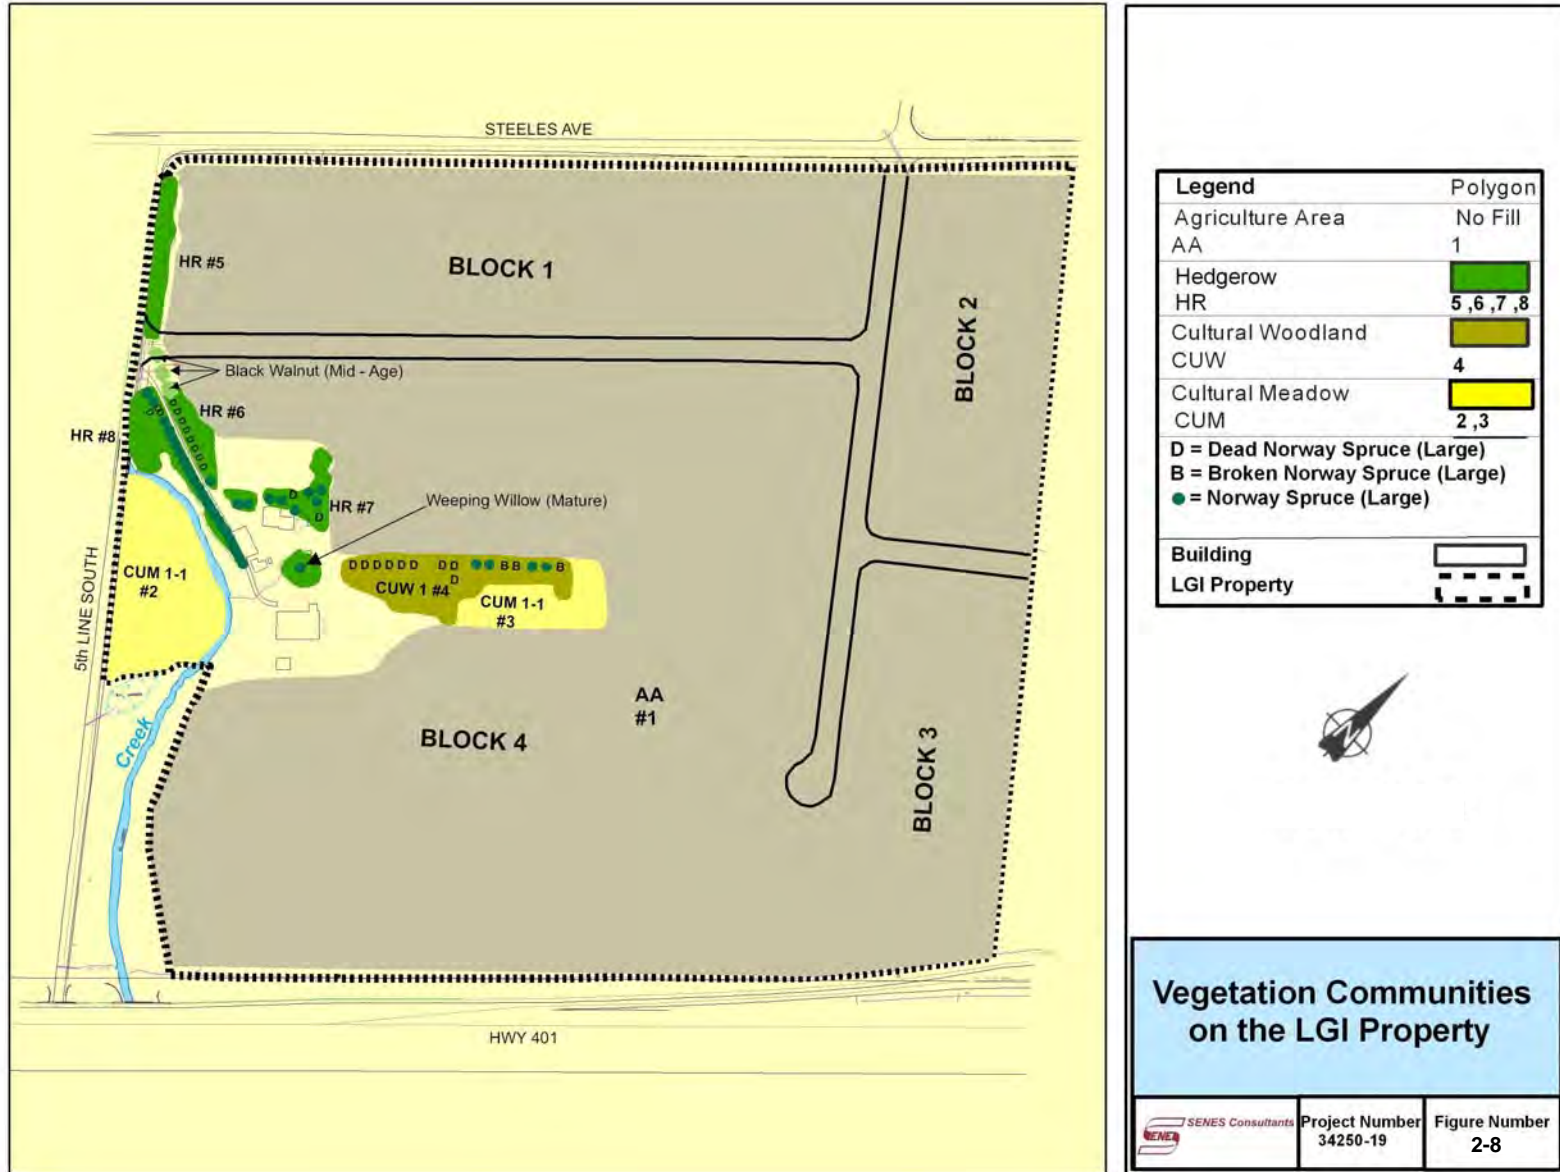 STEELES AVE
HR #5
BLOCK 1
BLOCK 2
Black Walnut (Mid - Age)
HR #6
D
D
D
D
D
D
D
D
D
HR #8
D
HR #7
D
Weeping Willow (Mature)
5th LINE SOUTH
CUM 1-1
#2
D D D D D D D D B B B
D
CUW 1 #4
CUM 1-1
#3
AA
#1
BLOCK 4
BLOCK 3
Creek
HWY 401
Legend Polygon
Agriculture Area No Fill
AA 1
Hedgerow
HR 5 ,6 ,7 ,8
Cultural Woodland
CUW 4
Cultural Meadow
CUM 2 ,3
D = Dead Norway Spruce (Large)
B = Broken Norway Spruce (Large)
= Norway Spruce (Large)
Building
LGI Property
N
Vegetation Communities
on the LGI Property
SENES SENES Consultants
Project Number
34250-19
Figure Number
2-8